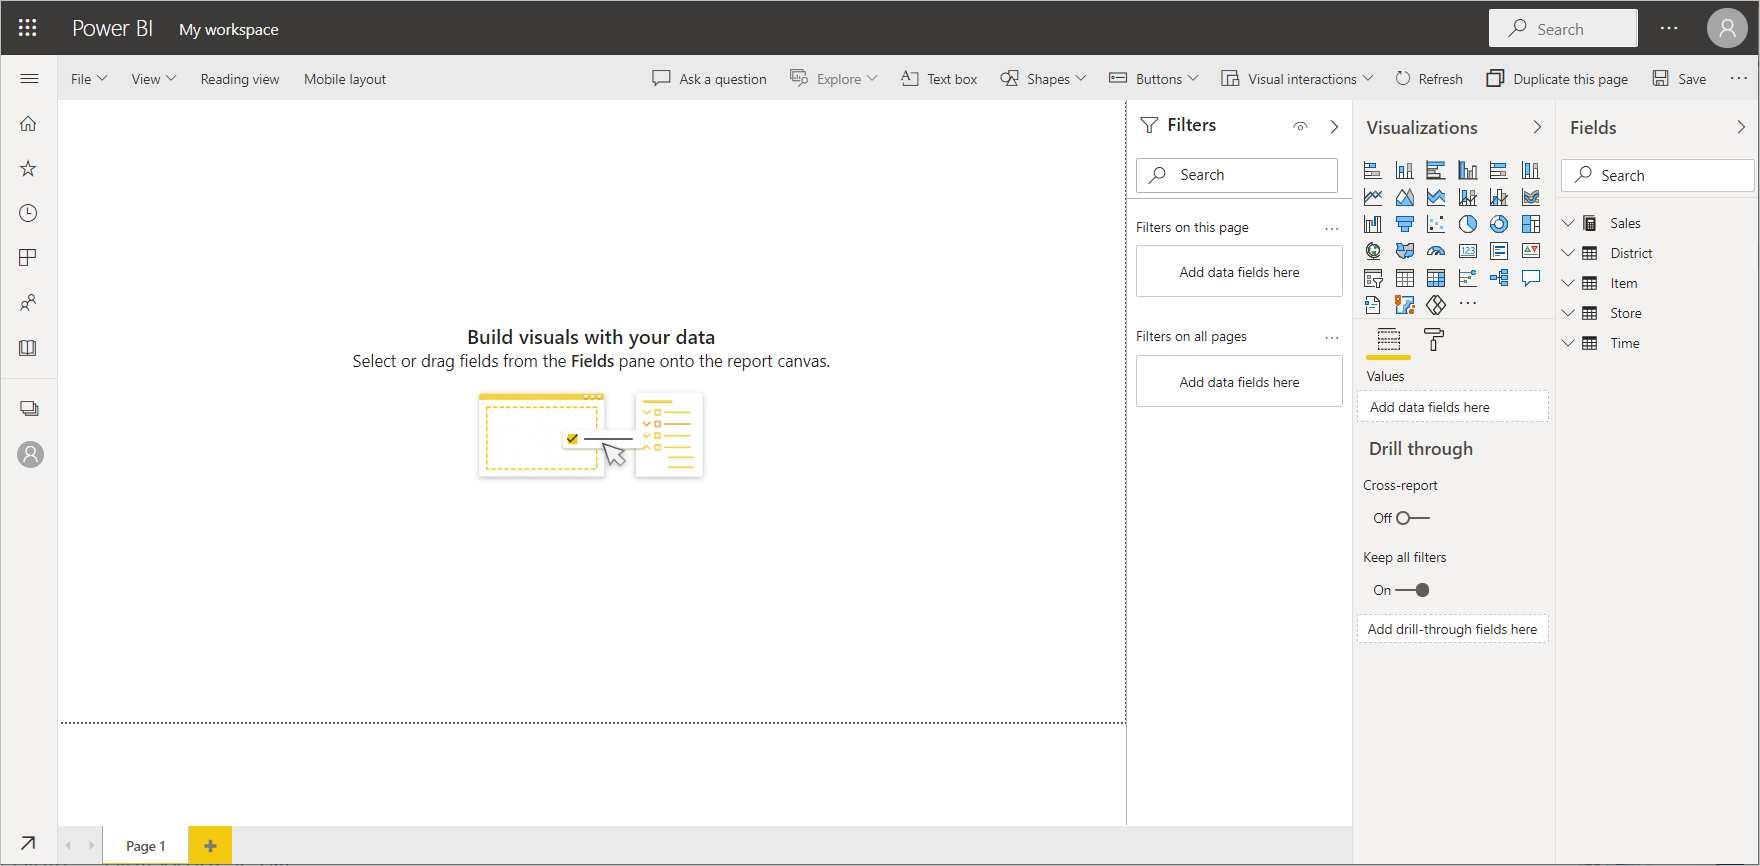 Power BI My workspace Search
File View Reading view Mobile layout Ask a question Explore Text box Shapes Buttons Visual interactions Refresh Duplicate this page Save
Build visuals with your data
Select or drag fields from the Fields pane onto the report canvas.
Filters
Search
Filters on this page
Add data fields here
Filters on all pages
Add data fields here
Visualizations
123
Values
Add data fields here
Drill through
Cross-report
Off
Keep all filters
On
Add drill-through fields here
Fields
Search
Sales
District
Item
Store
Time
Page 1